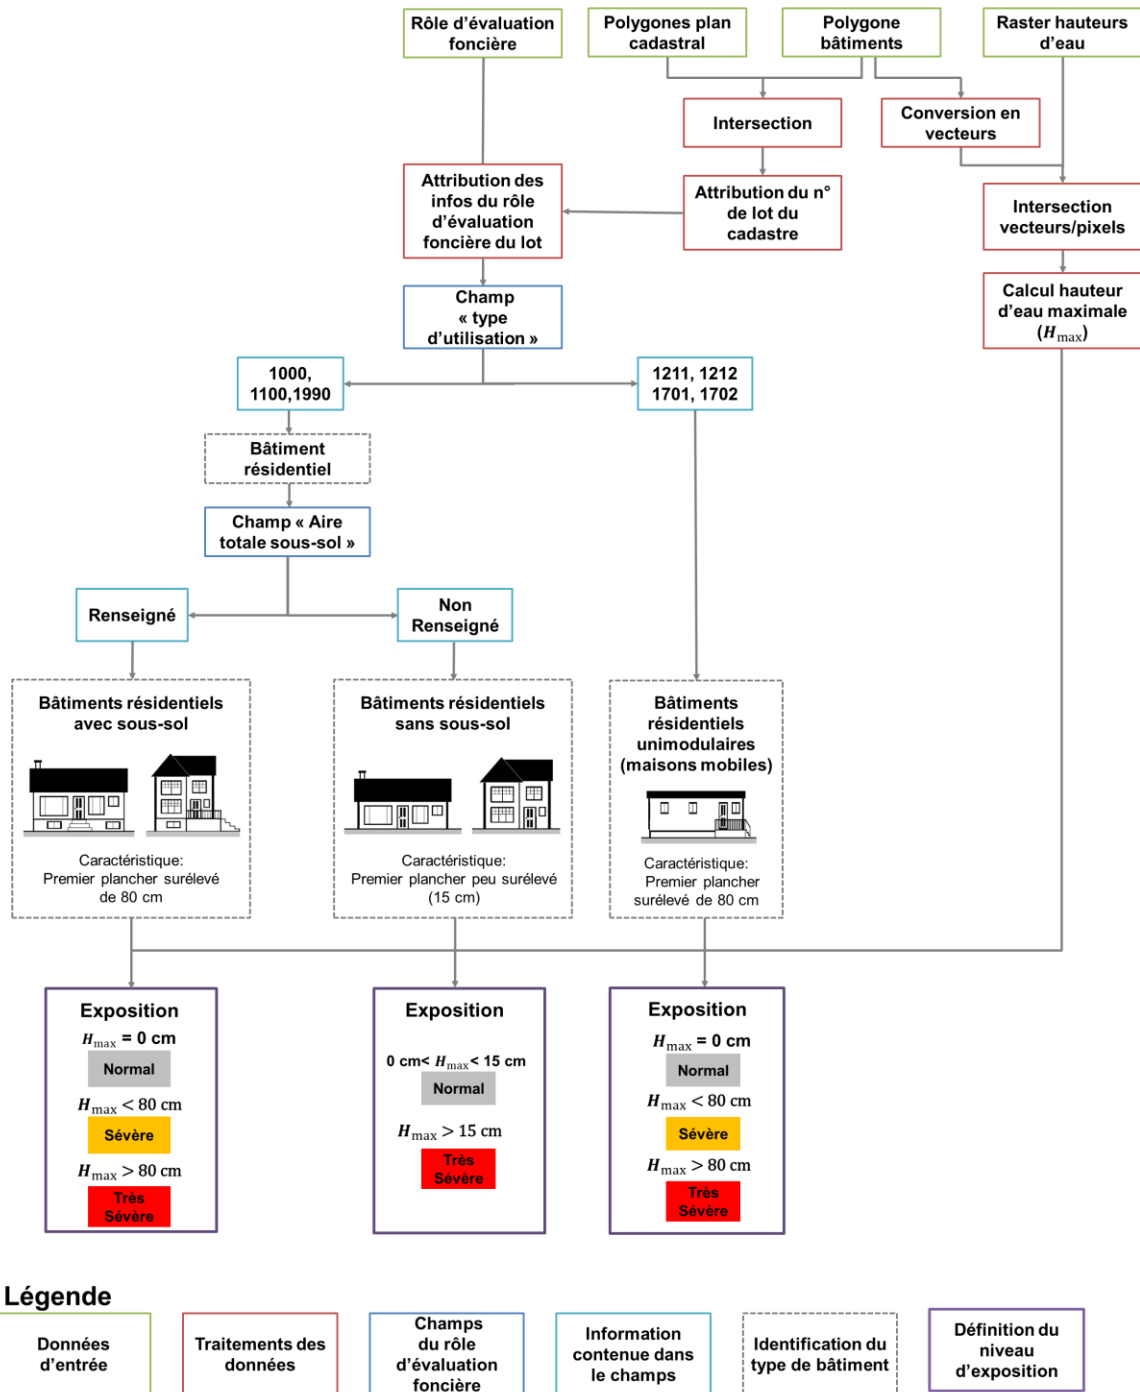 Rôle d'évaluation
foncière
Polygones plan
cadastral
Polygone
bâtiments
Raster hauteurs
d'eau
Intersection
Conversion en
vecteurs
Attribution des
infos du rôle
d'évaluation
foncière du lot
Attribution du n°
de lot du
cadastre
Intersection
vecteurs/pixels
Champ
« type
d'utilisation »
Calcul hauteur
d'eau maximale
(Hmax)
1000,
1100,1990
1211, 1212
1701, 1702
Bâtiment
résidentiel
Champ « Aire
totale sous-sol »
Renseigné
Non
Renseigné
Bâtiments résidentiels
avec sous-sol
Caractéristique:
Premier plancher surélevé
de 80 cm
Bâtiments résidentiels
sans sous-sol
Caractéristique:
Premier plancher peu surélevé
(15 cm)
Bâtiments
résidentiels
unimodulaires
(maisons mobiles)
Caractéristique:
Premier plancher
surélevé de 80 cm
Exposition
Hmax = 0 cm
Normal
Hmax < 80 cm
Sévère
Hmax > 80 cm
Très
Sévère
Exposition
0 cm< Hmax< 15 cm
Normal
Hmax > 15 cm
Très
Sévère
Exposition
Hmax = 0 cm
Normal
Hmax < 80 cm
Sévère
Hmax > 80 cm
Très
Sévère
Légende
Données
d'entrée
Traitements des
données
Champs
du rôle
d'évaluation
foncière
Information
contenue dans
le champs
Identification du
type de bâtiment
Définition du
niveau
d'exposition